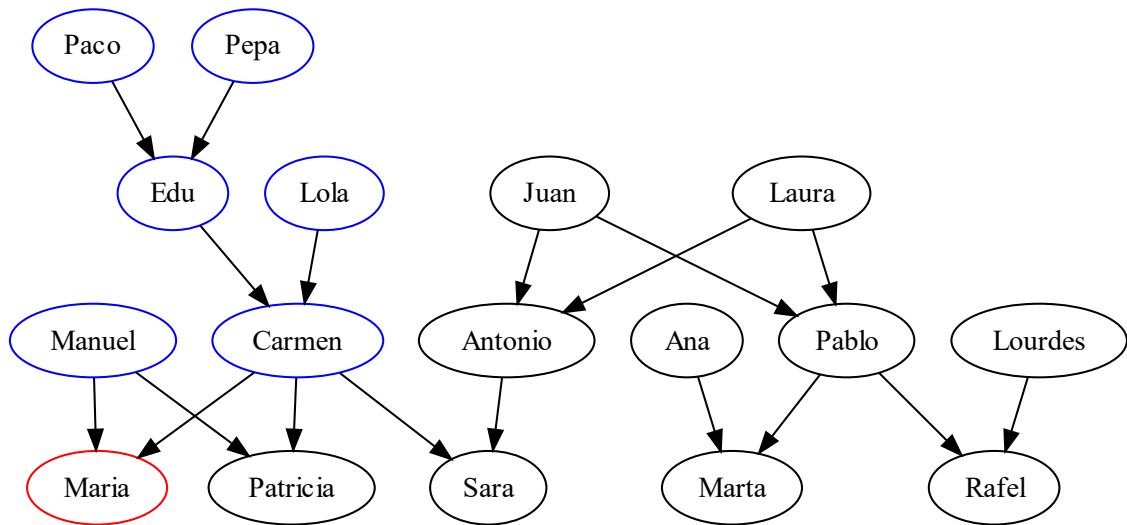 Paco
Pepa
Edu
Lola
Juan
Laura
Manuel
Carmen
Antonio
Ana
Pablo
Lourdes
Maria
Patricia
Sara
Marta
Rafel